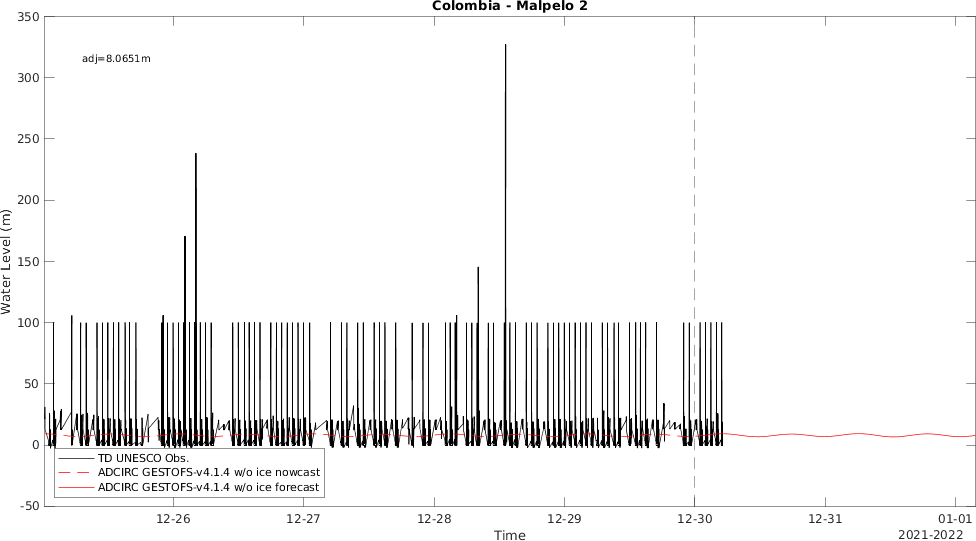 Colombia - Malpelo 2
350
adj=8.0651m
300
250
200
150
100
50
0
-50
Water Level (m)
TD UNESCO Obs.
ADCIRC GESTOFS-v4.1.4 w/o ice nowcast
ADCIRC GESTOFS-v4.1.4 w/o ice forecast
12-26 12-27 12-28 12-29 12-30 12-31 01-01
Time
2021-2022